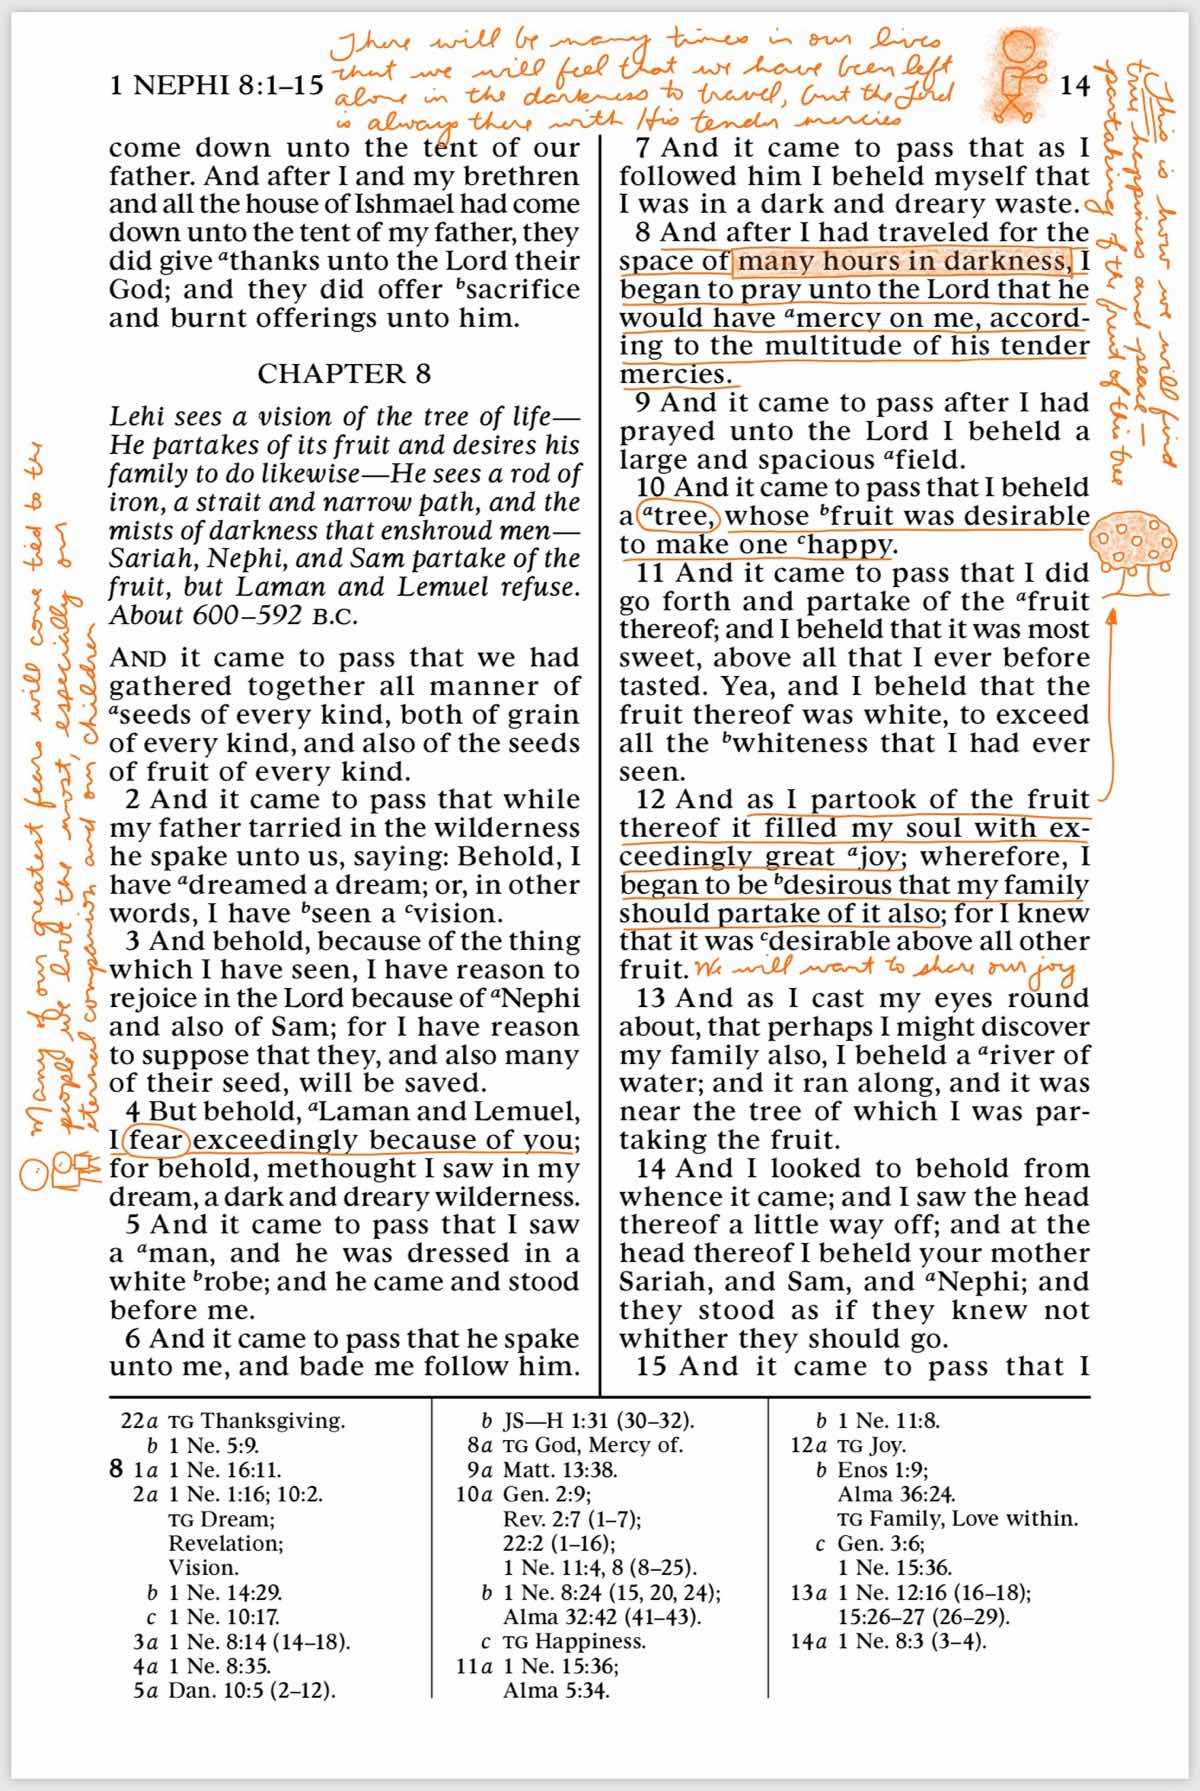 There will be many times in our lives
that we will feel that we have been left
alone in the darkness to travel, but the Lord
is always there with His tender mercies
1 NEPHI 8:1–15
14
This is how we will find
true happiness and peace—
partaking of the fruit of this tree
Many of our greatest fears will come tied to the
people we love the most, especially our
eternal companion and our children
come down unto the tent of our
father. And after I and my brethren
and all the house of Ishmael had come
down unto the tent of my father, they
did give ᵃthanks unto the Lord their
God; and they did offer ᵇsacrifice
and burnt offerings unto him.
CHAPTER 8
Lehi sees a vision of the tree of life—
He partakes of its fruit and desires his
family to do likewise—He sees a rod of
iron, a strait and narrow path, and the
mists of darkness that enshroud men—
Sariah, Nephi, and Sam partake of the
fruit, but Laman and Lemuel refuse.
About 600–592 B.C.
AND it came to pass that we had
gathered together all manner of
ᵃseeds of every kind, both of grain
of every kind, and also of the seeds
of fruit of every kind.
2 And it came to pass that while
my father tarried in the wilderness
he spake unto us, saying: Behold, I
have ᵃdreamed a dream; or, in other
words, I have ᵇseen a ᶜvision.
3 And behold, because of the thing
which I have seen, I have reason to
rejoice in the Lord because of ᵃNephi
and also of Sam; for I have reason
to suppose that they, and also many
of their seed, will be saved.
4 But behold, ᵃLaman and Lemuel,
I fear exceedingly because of you;
for behold, methought I saw in my
dream, a dark and dreary wilderness.
5 And it came to pass that I saw
a ᵃman, and he was dressed in a
white ᵇrobe; and he came and stood
before me.
6 And it came to pass that he spake
unto me, and bade me follow him.
7 And it came to pass that as I
followed him I beheld myself that
I was in a dark and dreary waste.
8 And after I had traveled for the
space of many hours in darkness, I
began to pray unto the Lord that he
would have ᵃmercy on me, accord-
ing to the multitude of his tender
mercies.
9 And it came to pass after I had
prayed unto the Lord I beheld a
large and spacious ᵃfield.
10 And it came to pass that I beheld
a ᵃtree, whose ᵇfruit was desirable
to make one ᶜhappy.
11 And it came to pass that I did
go forth and partake of the ᵃfruit
thereof; and I beheld that it was most
sweet, above all that I ever before
tasted. Yea, and I beheld that the
fruit thereof was white, to exceed
all the ᵇwhiteness that I had ever
seen.
12 And as I partook of the fruit
thereof it filled my soul with ex-
ceedingly great ᵃjoy; wherefore, I
began to be ᵇdesirous that my family
should partake of it also; for I knew
that it was ᶜdesirable above all other
fruit. We will want to share our joy
13 And as I cast my eyes round
about, that perhaps I might discover
my family also, I beheld a ᵃriver of
water; and it ran along, and it was
near the tree of which I was par-
taking the fruit.
14 And I looked to behold from
whence it came; and I saw the head
thereof a little way off; and at the
head thereof I beheld your mother
Sariah, and Sam, and ᵃNephi; and
they stood as if they knew not
whither they should go.
15 And it came to pass that I
22a TG Thanksgiving.
b 1 Ne. 5:9.
8 1a 1 Ne. 16:11.
2a 1 Ne. 1:16; 10:2.
TG Dream;
Revelation;
Vision.
b 1 Ne. 14:29.
c 1 Ne. 10:17.
3a 1 Ne. 8:14 (14–18).
4a 1 Ne. 8:35.
5a Dan. 10:5 (2–12).
b JS—H 1:31 (30–32).
8a TG God, Mercy of.
9a Matt. 13:38.
10a Gen. 2:9;
Rev. 2:7 (1–7);
22:2 (1–16);
1 Ne. 11:4, 8 (8–25).
b 1 Ne. 8:24 (15, 20, 24);
Alma 32:42 (41–43).
c TG Happiness.
11a 1 Ne. 15:36;
Alma 5:34.
b 1 Ne. 11:8.
12a TG Joy.
b Enos 1:9;
Alma 36:24.
TG Family, Love within.
c Gen. 3:6;
1 Ne. 15:36.
13a 1 Ne. 12:16 (16–18);
15:26–27 (26–29).
14a 1 Ne. 8:3 (3–4).